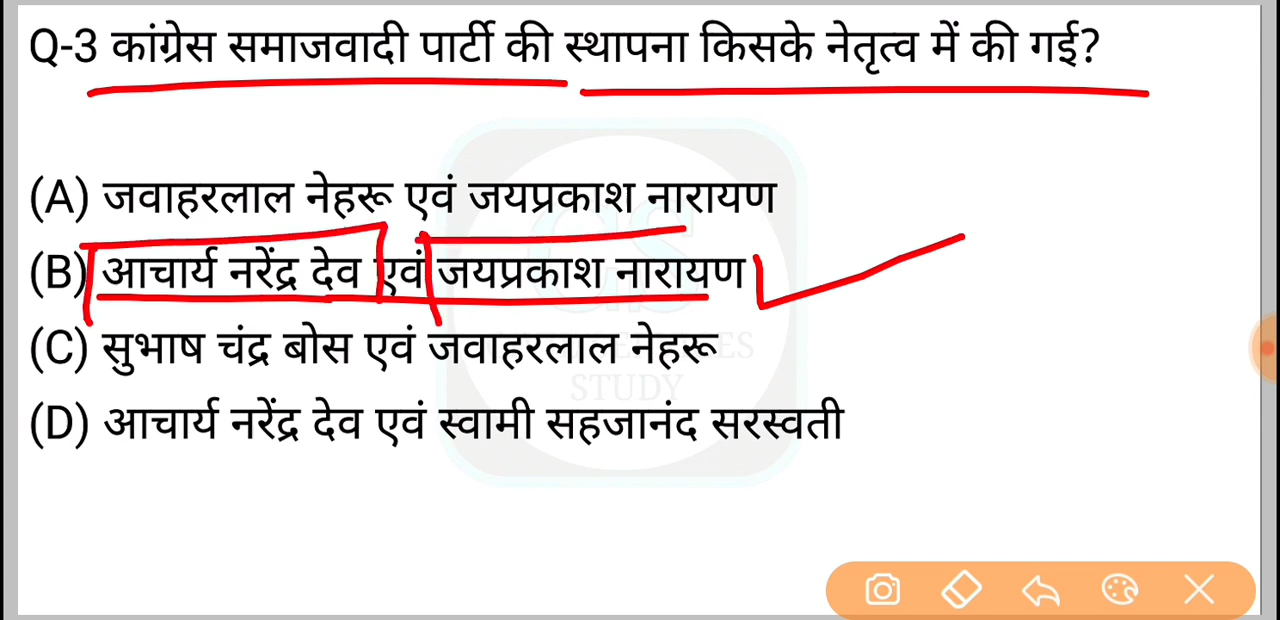 Q-3 कांग्रेस समाजवादी पार्टी की स्थापना किसके नेतृत्व में की गई?
(A) जवाहरलाल नेहरू एवं जयप्रकाश नारायण
(B) आचार्य नरेंद्र देव एवं जयप्रकाश नारायण
(C) सुभाष चंद्र बोस एवं जवाहरलाल नेहरू
(D) आचार्य नरेंद्र देव एवं स्वामी सहजानंद सरस्वती
STUDY